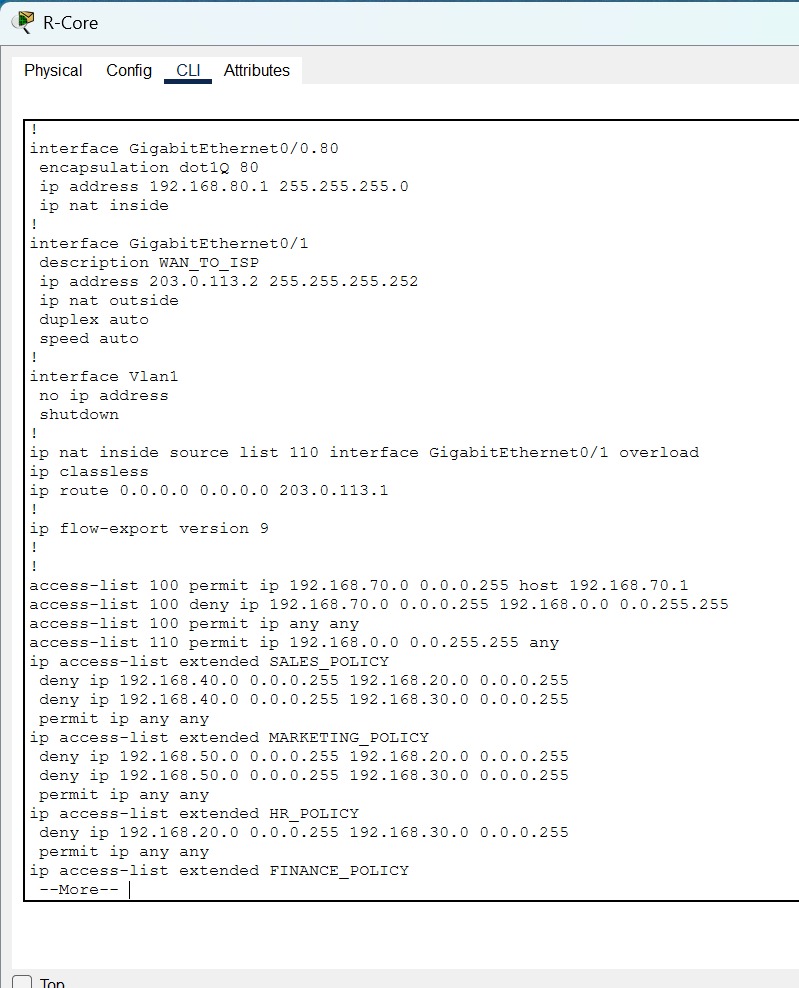 R-Core
Physical Config CLI Attributes
!
interface GigabitEthernet0/0.80
 encapsulation dot1Q 80
 ip address 192.168.80.1 255.255.255.0
 ip nat inside
!
interface GigabitEthernet0/1
 description WAN_TO_ISP
 ip address 203.0.113.2 255.255.255.252
 ip nat outside
 duplex auto
 speed auto
!
interface Vlan1
 no ip address
 shutdown
!
ip nat inside source list 110 interface GigabitEthernet0/1 overload
ip classless
ip route 0.0.0.0 0.0.0.0 203.0.113.1
!
ip flow-export version 9
!
!
access-list 100 permit ip 192.168.70.0 0.0.0.255 host 192.168.70.1
access-list 100 deny ip 192.168.70.0 0.0.0.255 192.168.0.0 0.0.255.255
access-list 100 permit ip any any
access-list 110 permit ip 192.168.0.0 0.0.255.255 any
ip access-list extended SALES_POLICY
 deny ip 192.168.40.0 0.0.0.255 192.168.20.0 0.0.0.255
 deny ip 192.168.40.0 0.0.0.255 192.168.30.0 0.0.0.255
 permit ip any any
ip access-list extended MARKETING_POLICY
 deny ip 192.168.50.0 0.0.0.255 192.168.20.0 0.0.0.255
 deny ip 192.168.50.0 0.0.0.255 192.168.30.0 0.0.0.255
 permit ip any any
ip access-list extended HR_POLICY
 deny ip 192.168.20.0 0.0.0.255 192.168.30.0 0.0.0.255
 permit ip any any
ip access-list extended FINANCE_POLICY
 --More--
Top